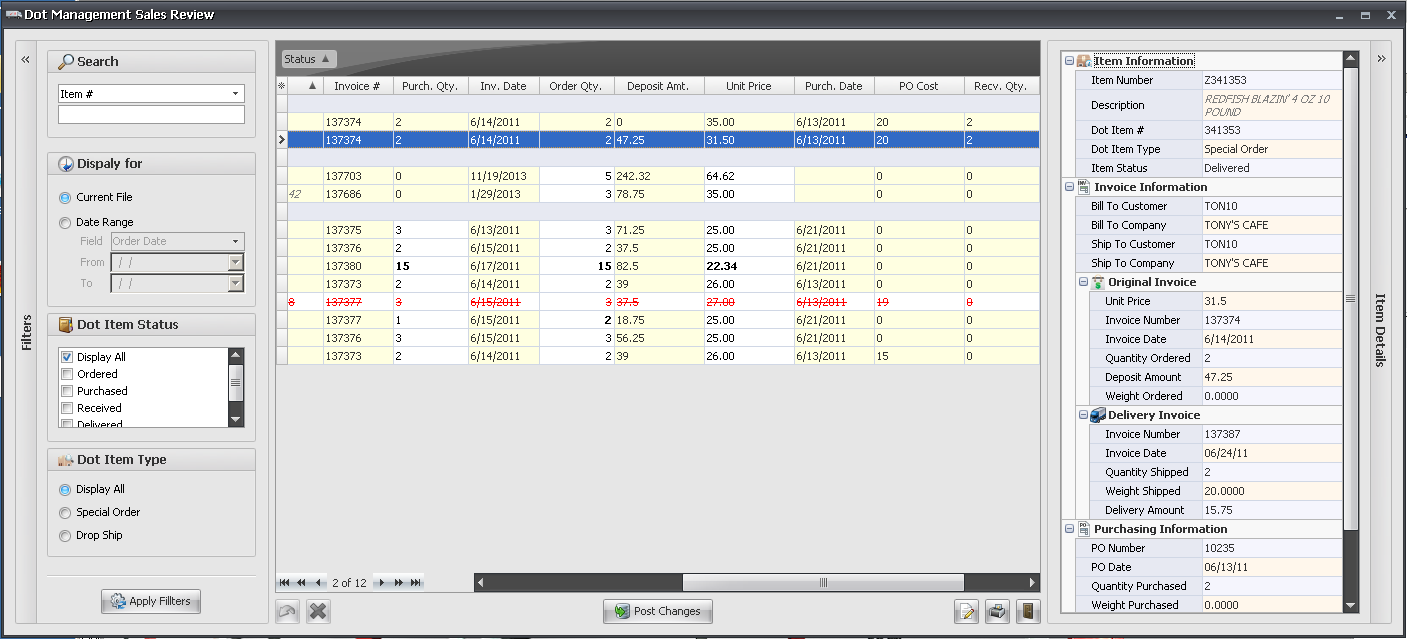 Dot Management Sales Review
Search
Item #
Dispaly for
Current File
Date Range
Field Order Date
From / /
To / /
Dot Item Status
Display All
Ordered
Purchased
Received
Delivered
Dot Item Type
Display All
Special Order
Drop Ship
Apply Fillters
Filters
Status
Invoice # Purch. Qty. Inv. Date Order Qty. Deposit Amt. Unit Price Purch. Date PO Cost Recv. Qty.
137374 2 6/14/2011 2 0 35.00 6/13/2011 20 2
137374 2 6/14/2011 2 47.25 31.50 6/13/2011 20 2
137703 0 11/19/2013 5 242.32 64.62 0 0
42 137686 0 1/29/2013 3 78.75 35.00 0 0
137375 3 6/13/2011 3 71.25 25.00 6/21/2011 0 0
137376 2 6/15/2011 2 37.5 25.00 6/21/2011 0 0
137380 15 6/17/2011 15 82.5 22.34 6/21/2011 0 0
137373 2 6/14/2011 2 39 26.00 6/21/2011 0 0
8 137377 3 6/15/2011 3 37.5 27.00 6/13/2011 19 0
137377 1 6/15/2011 2 18.75 25.00 6/21/2011 0 0
137376 3 6/15/2011 3 56.25 25.00 6/21/2011 0 0
137373 2 6/14/2011 2 39 26.00 6/13/2011 15 0
2 of 12
Post Changes
Item Information
Item Number Z341353
Description REDFISH BLAZIN' 4 OZ 10
POUND
Dot Item # 341353
Dot Item Type Special Order
Item Status Delivered
Invoice Information
Bill To Customer TON10
Bill To Company TONY'S CAFE
Ship To Customer TON10
Ship To Company TONY'S CAFE
Original Invoice
Unit Price 31.5
Invoice Number 137374
Invoice Date 6/14/2011
Quantity Ordered 2
Deposit Amount 47.25
Weight Ordered 0.0000
Delivery Invoice
Invoice Number 137387
Invoice Date 06/24/11
Quantity Shipped 2
Weight Shipped 20.0000
Delivery Amount 15.75
Purchasing Information
PO Number 10235
PO Date 06/13/11
Quantity Purchased 2
Weight Purchased 0.0000
Item Details